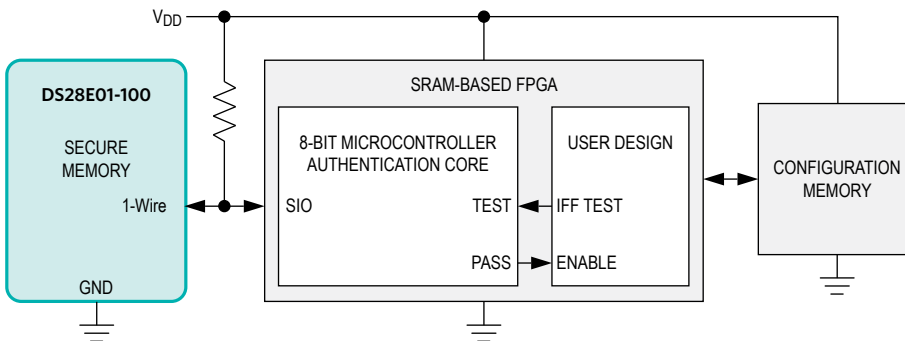 VDD
DS28E01-100
SECURE
MEMORY
1-Wire
GND
SRAM-BASED FPGA
8-BIT MICROCONTROLLER
AUTHENTICATION CORE
SIO
TEST
PASS
USER DESIGN
IFF TEST
ENABLE
CONFIGURATION
MEMORY